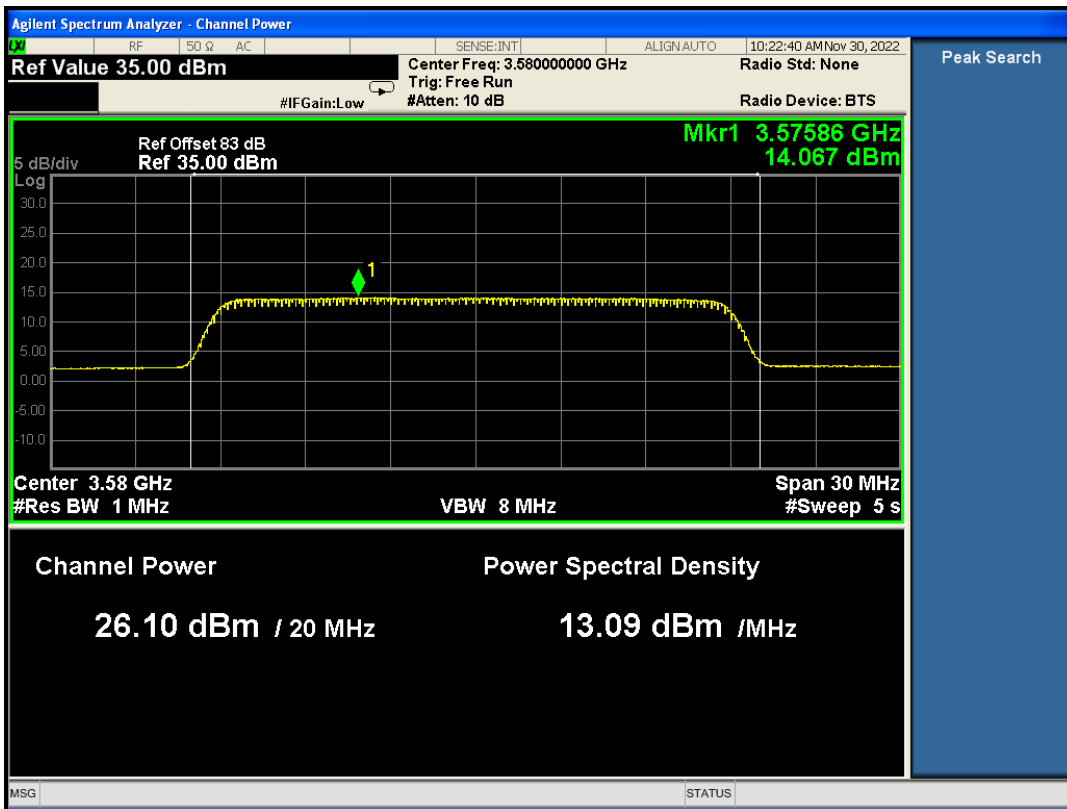 Agilent Spectrum Analyzer - Channel Power
LXI RF 50 Ω AC SENSE:INT ALIGN AUTO 10:22:40 AM Nov 30, 2022
Ref Value 35.00 dBm
Center Freq: 3.580000000 GHz
Radio Std: None
Trig: Free Run
#IFGain:Low
#Atten: 10 dB
Radio Device: BTS
Peak Search
Mkr1 3.57586 GHz
14.067 dBm
Ref Offset 83 dB
5 dB/div Ref 35.00 dBm
Log
30.0
25.0
20.0
15.0
10.0
5.00
0.00
-5.00
-10.0
1
Center 3.58 GHz Span 30 MHz
#Res BW 1 MHz VBW 8 MHz #Sweep 5 s
Channel Power Power Spectral Density
26.10 dBm / 20 MHz 13.09 dBm /MHz
MSG STATUS